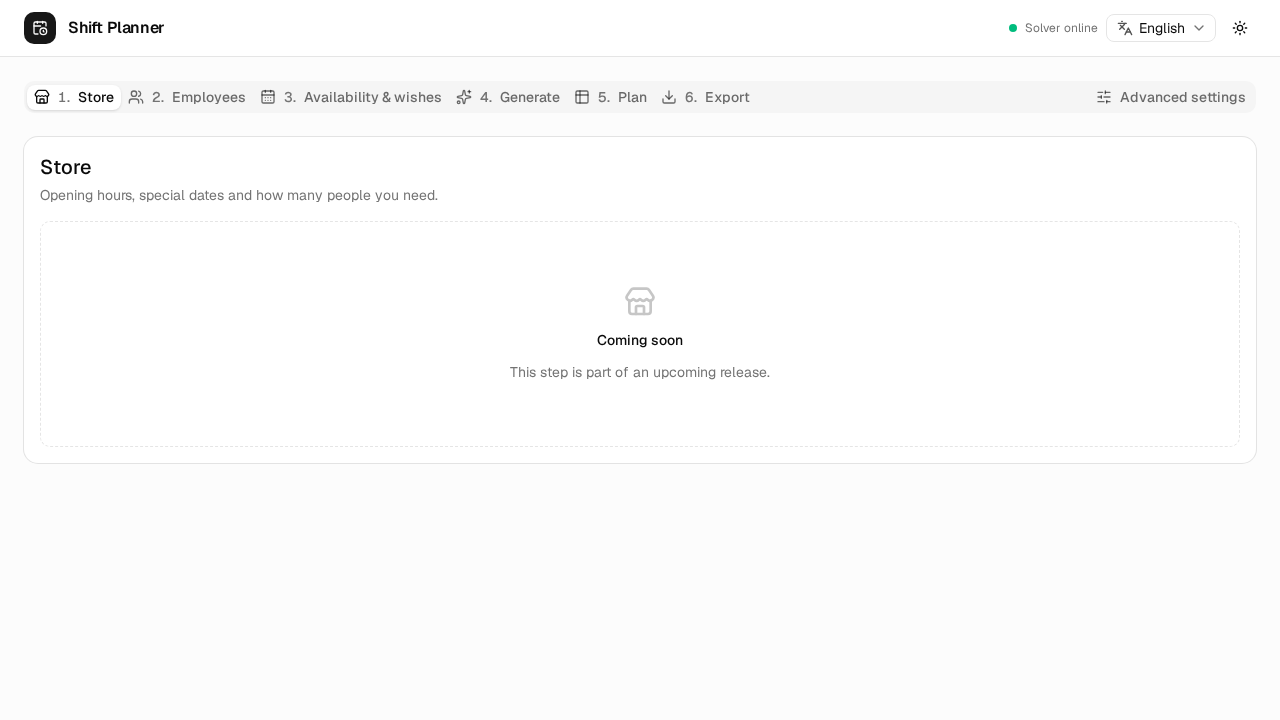 Shift Planner
Solver online
English
1. Store
2. Employees
3. Availability & wishes
4. Generate
5. Plan
6. Export
Advanced settings
Store
Opening hours, special dates and how many people you need.
Coming soon
This step is part of an upcoming release.